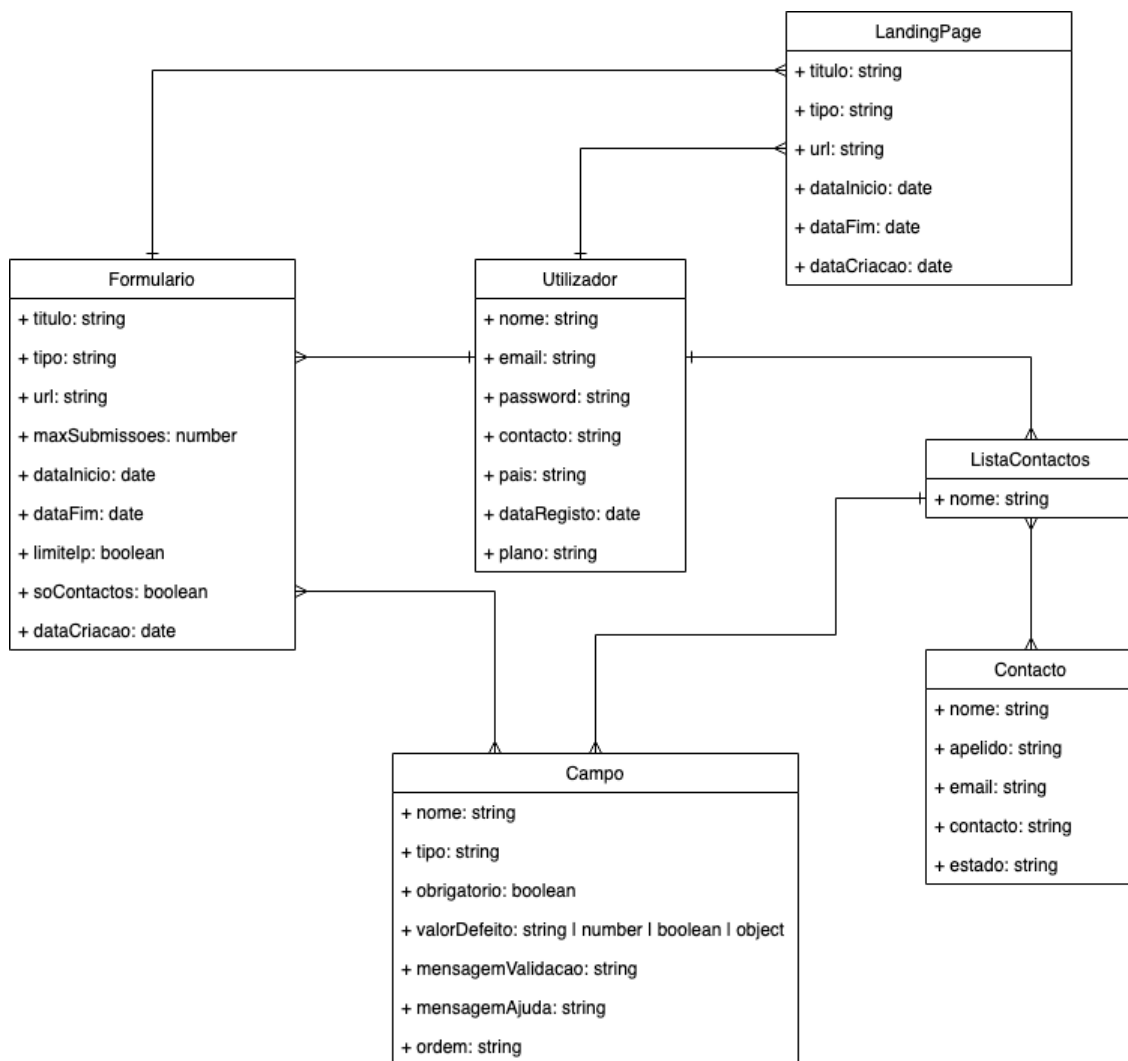 LandingPage
+ titulo: string
+ tipo: string
+ url: string
+ dataInicio: date
+ dataFim: date
+ dataCriacao: date
Formulario
+ titulo: string
+ tipo: string
+ url: string
+ maxSubmissoes: number
+ dataInicio: date
+ dataFim: date
+ limiteIp: boolean
+ soContactos: boolean
+ dataCriacao: date
Utilizador
+ nome: string
+ email: string
+ password: string
+ contacto: string
+ pais: string
+ dataRegisto: date
+ plano: string
ListaContactos
+ nome: string
Contacto
+ nome: string
+ apelido: string
+ email: string
+ contacto: string
+ estado: string
Campo
+ nome: string
+ tipo: string
+ obrigatorio: boolean
+ valorDefeito: string | number | boolean | object
+ mensagemValidacao: string
+ mensagemAjuda: string
+ ordem: string